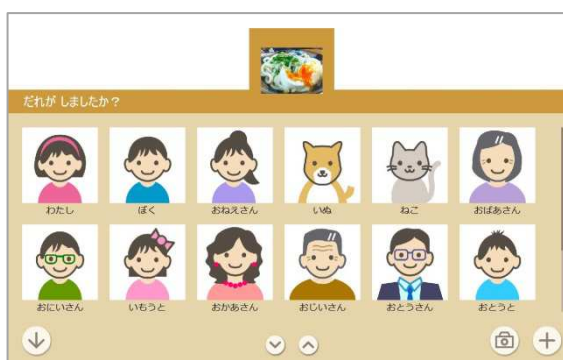 だれが しましたか？
わたし ぼく おねえさん いぬ ねこ おばあさん
おにいさん いもうと おかあさん おじいさん おとうさん おとうと